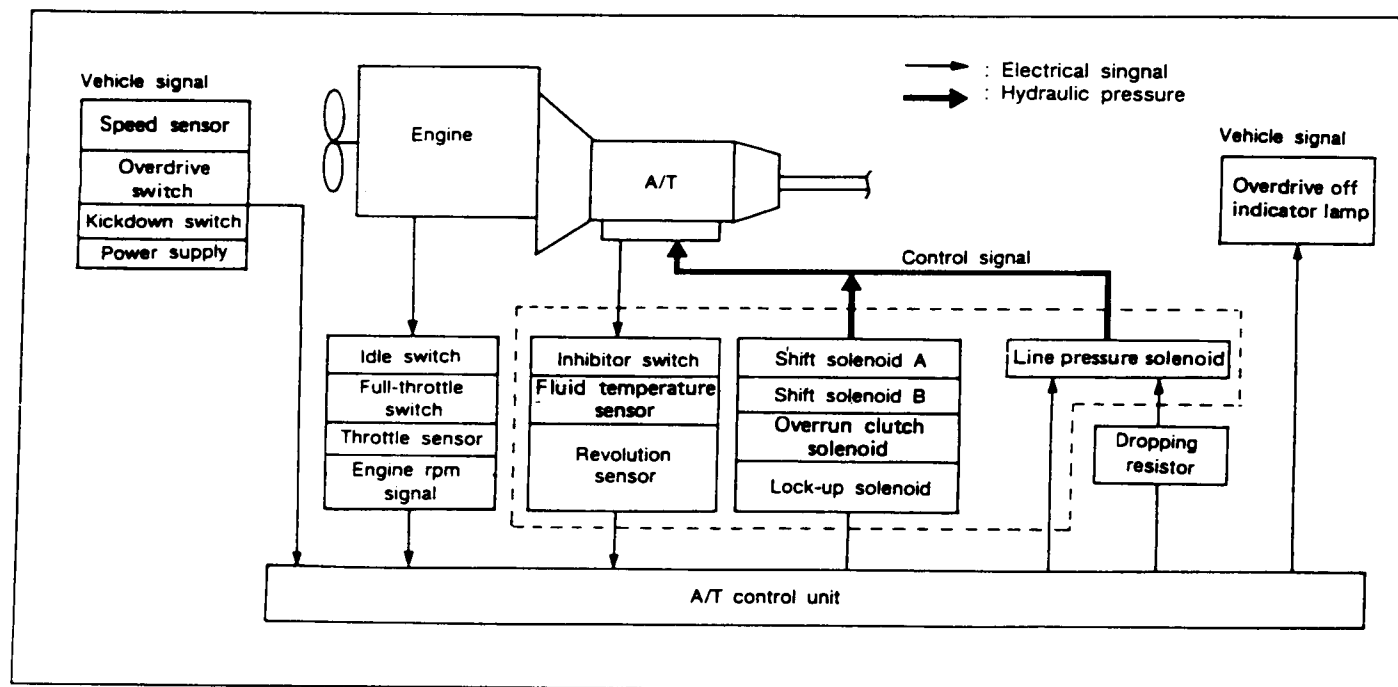 Vehicle signal
Speed sensor
Overdrive
switch
Kickdown switch
Power supply
Engine
A/T
: Electrical singnal
: Hydraulic pressure
Vehicle signal
Overdrive off
indicator lamp
Control signal
Idle switch
Full-throttle
switch
Throttle sensor
Engine rpm
signal
Inhibitor switch
Fluid temperature
sensor
Revolution
sensor
Shift solenoid A
Shift solenoid B
Overrun clutch
solenoid
Lock-up solenoid
Line pressure solenoid
Dropping
resistor
A/T control unit